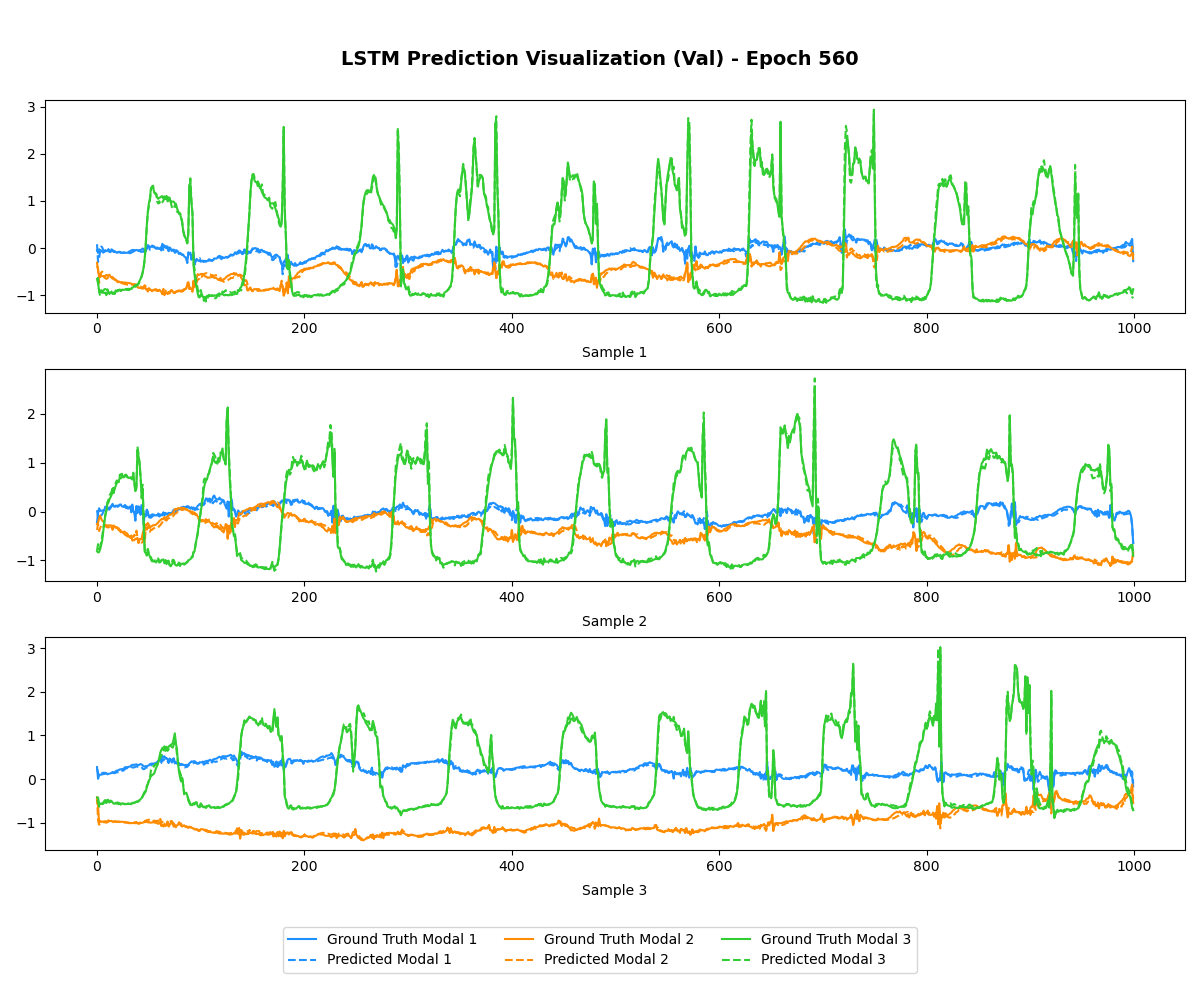 LSTM Prediction Visualization (Val) - Epoch 560
3
2
1
0
−1
0 200 400 600 800 1000
Sample 1
2
1
0
−1
0 200 400 600 800 1000
Sample 2
3
2
1
0
−1
0 200 400 600 800 1000
Sample 3
Ground Truth Modal 1 Ground Truth Modal 2 Ground Truth Modal 3
Predicted Modal 1 Predicted Modal 2 Predicted Modal 3